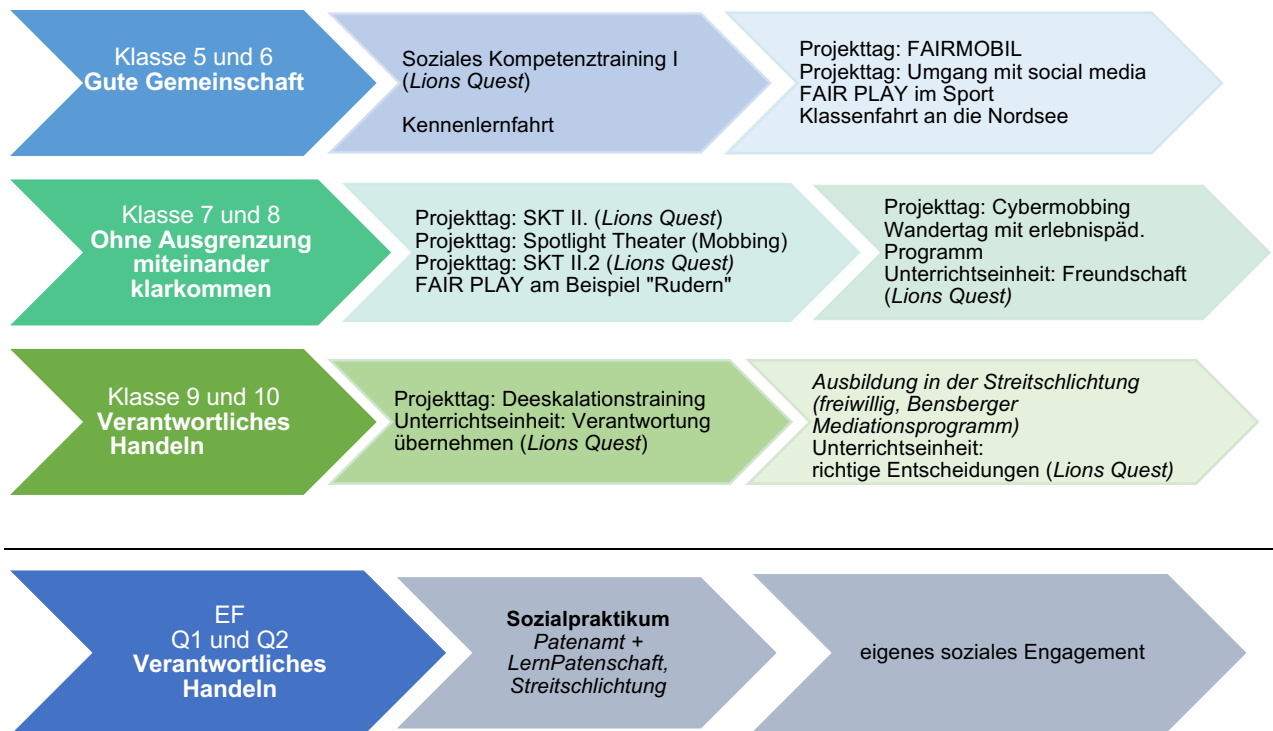 Klasse 5 und 6
Gute Gemeinschaft
Soziales Kompetenztraining I
(Lions Quest)
Kennenlernfahrt
Projekttag: FAIRMOBIL
Projekttag: Umgang mit social media
FAIR PLAY im Sport
Klassenfahrt an die Nordsee
Klasse 7 und 8
Ohne Ausgrenzung
miteinander
klarkommen
Projekttag: SKT II. (Lions Quest)
Projekttag: Spotlight Theater (Mobbing)
Projekttag: SKT II.2 (Lions Quest)
FAIR PLAY am Beispiel "Rudern"
Projekttag: Cybermobbing
Wandertag mit erlebnispäd.
Programm
Unterrichtseinheit: Freundschaft
(Lions Quest)
Klasse 9 und 10
Verantwortliches
Handeln
Projekttag: Deeskalationstraining
Unterrichtseinheit: Verantwortung
übernehmen (Lions Quest)
Ausbildung in der Streitschlichtung
(freiwillig, Bensberger
Mediationsprogramm)
Unterrichtseinheit:
richtige Entscheidungen (Lions Quest)
EF
Q1 und Q2
Verantwortliches
Handeln
Sozialpraktikum
Patenamt +
LernPatenschaft,
Streitschlichtung
eigenes soziales Engagement